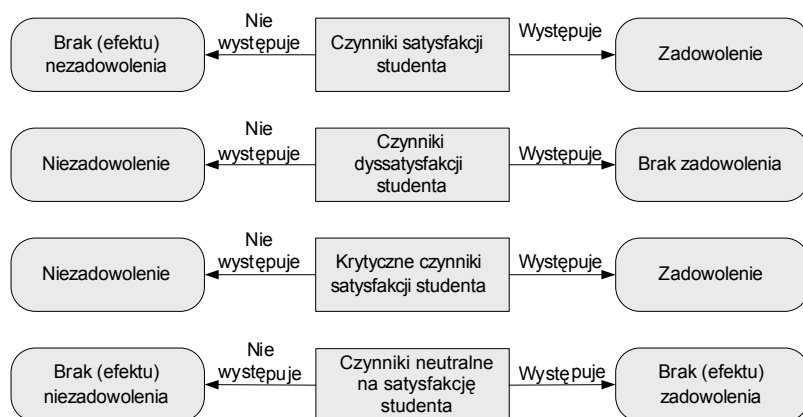 Brak (efektu)
nezadowolenia
Nie
występuje
Czynniki satysfakcji
studenta
Występuje
Zadowolenie
Niezadowolenie
Nie
występuje
Czynniki
dyssatysfakcji
studenta
Występuje
Brak zadowolenia
Niezadowolenie
Nie
występuje
Krytyczne czynniki
satysfakcji studenta
Występuje
Zadowolenie
Brak (efektu)
niezadowolenia
Nie
występuje
Czynniki neutralne
na satysfakcję
studenta
Występuje
Brak (efektu)
zadowolenia